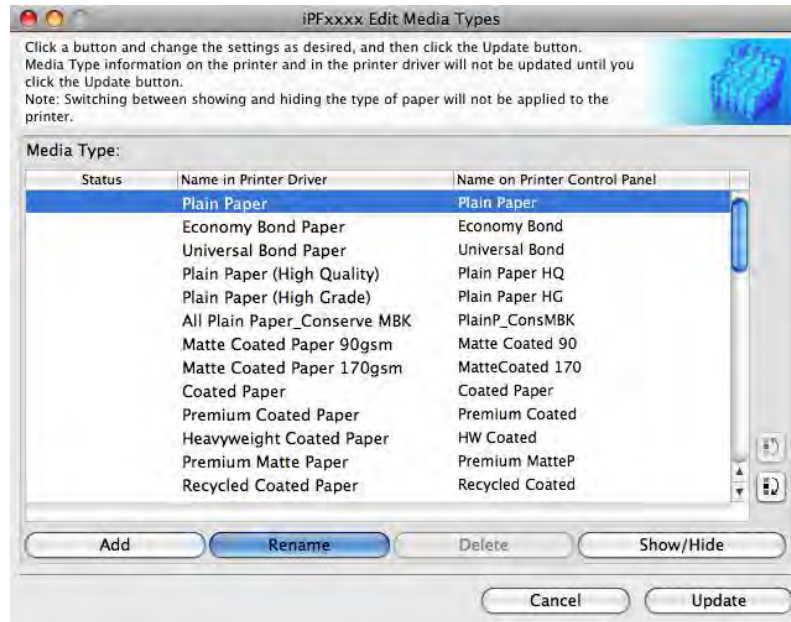 iPFxxxx Edit Media Types
Click a button and change the settings as desired, and then click the Update button.
Media Type information on the printer and in the printer driver will not be updated until you
click the Update button.
Note: Switching between showing and hiding the type of paper will not be applied to the
printer.
Media Type:
Status Name in Printer Driver Name on Printer Control Panel
Plain Paper Plain Paper
Economy Bond Paper Economy Bond
Universal Bond Paper Universal Bond
Plain Paper (High Quality) Plain Paper HQ
Plain Paper (High Grade) Plain Paper HG
All Plain Paper_Conserve MBK PlainP_ConsMBK
Matte Coated Paper 90gsm Matte Coated 90
Matte Coated Paper 170gsm MatteCoated 170
Coated Paper Coated Paper
Premium Coated Paper Premium Coated
Heavyweight Coated Paper HW Coated
Premium Matte Paper Premium MatteP
Recycled Coated Paper Recycled Coated
Add Rename Delete Show/Hide
Cancel Update